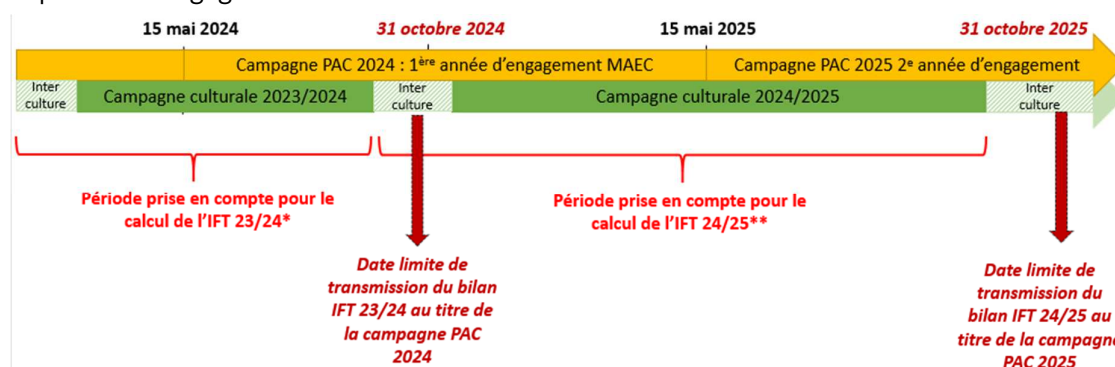 15 mai 2024
31 octobre 2024
15 mai 2025
31 octobre 2025
Campagne PAC 2024 : 1ère année d'engagement MAEC
Campagne PAC 2025 2e année d'engagement
Inter
culture
Campagne culturale 2023/2024
Inter
culture
Campagne culturale 2024/2025
Inter
culture
Période prise en compte pour le
calcul de l'IFT 23/24*
Période prise en compte pour le
calcul de l'IFT 24/25**
Date limite de
transmission du bilan
IFT 23/24 au titre de
la campagne PAC
2024
Date limite de
transmission du
bilan IFT 24/25 au
titre de la campagne
PAC 2025